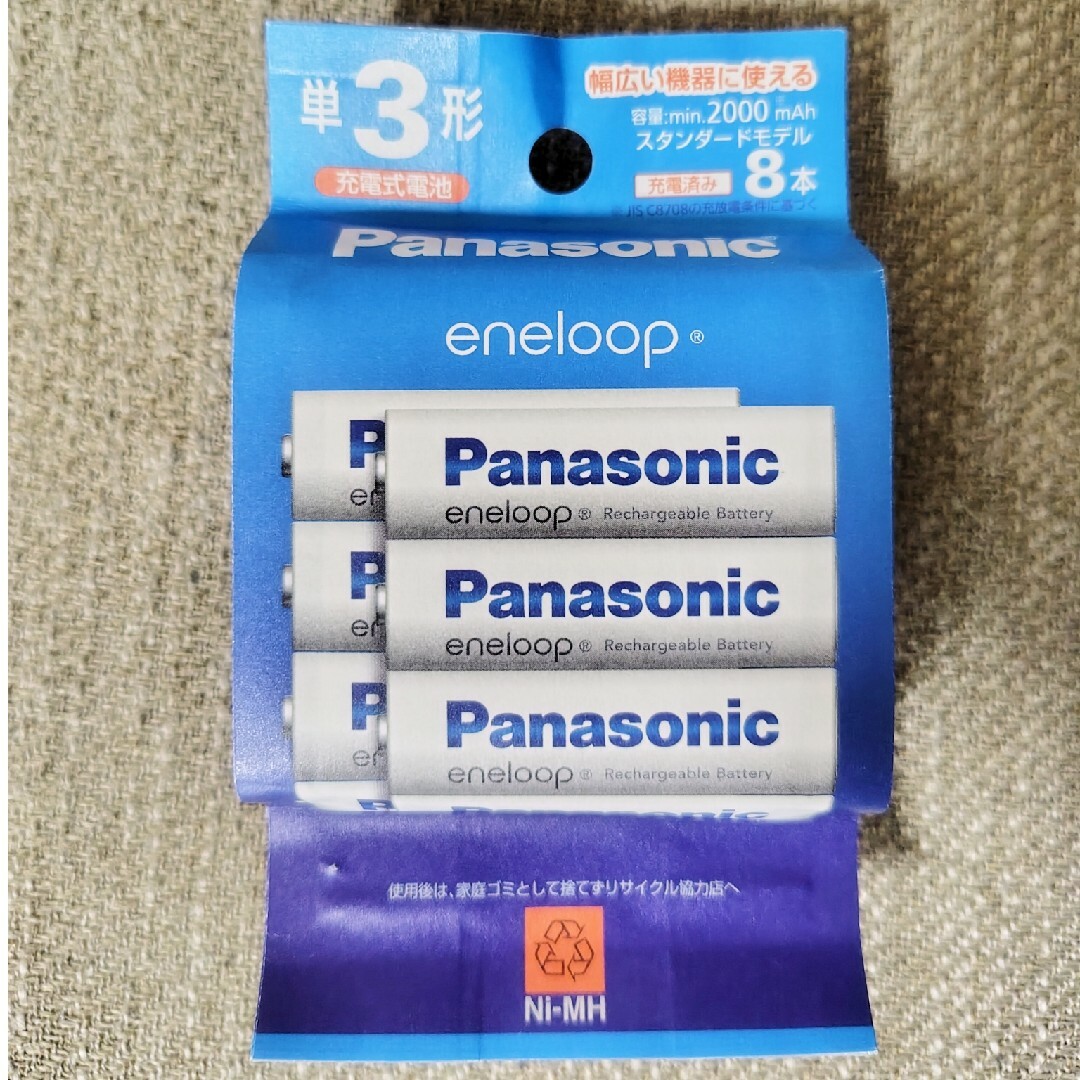 単3形
充電式電池
幅広い機器に使える
容量:min.2000 mAh
スタンダードモデル
充電済み 8本
※ JIS C8708の充放電条件に基づく
Panasonic
eneloop®
P
en
Panasonic
eneloop® Rechargeable Battery
P
en
Panasonic
eneloop® Rechargeable Battery
P
en
Panasonic
eneloop® Rechargeable Battery
使用後は、家庭ゴミとして捨てずリサイクル協力店へ
Ni-MH